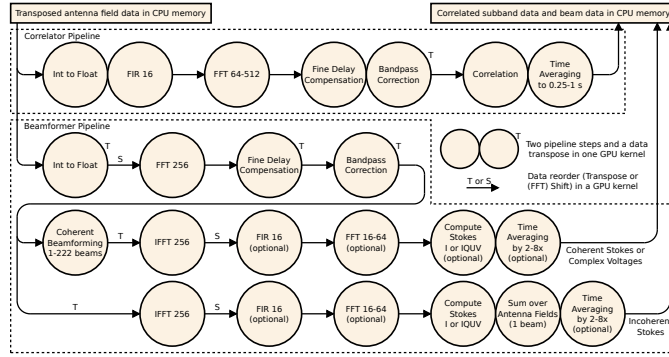 Transposed antenna field data in CPU memory
Correlated subband data and beam data in CPU memory
Correlator Pipeline
Int to Float
FIR 16
FFT 64-512
Fine Delay
Compensation
Bandpass
Correction
T
Correlation
Time
Averaging
to 0.25-1 s
Beamformer Pipeline
Int to Float
T
S
FFT 256
Fine Delay
Compensation
T
Bandpass
Correction
T
T
Two pipeline steps and a data
transpose in one GPU kernel
T or S
Data reorder (Transpose or
(FFT) Shift) in a GPU kernel
Coherent
Beamforming
1-222 beams
T
IFFT 256
S
FIR 16
(optional)
FFT 16-64
(optional)
Compute
Stokes
I or IQUV
(optional)
Time
Averaging
by 2-8x
(optional)
Coherent Stokes or
Complex Voltages
T
IFFT 256
S
FIR 16
(optional)
FFT 16-64
(optional)
Compute
Stokes
I or IQUV
Sum over
Antenna Fields
(1 beam)
Time
Averaging
by 2-8x
(optional)
Incoherent
Stokes